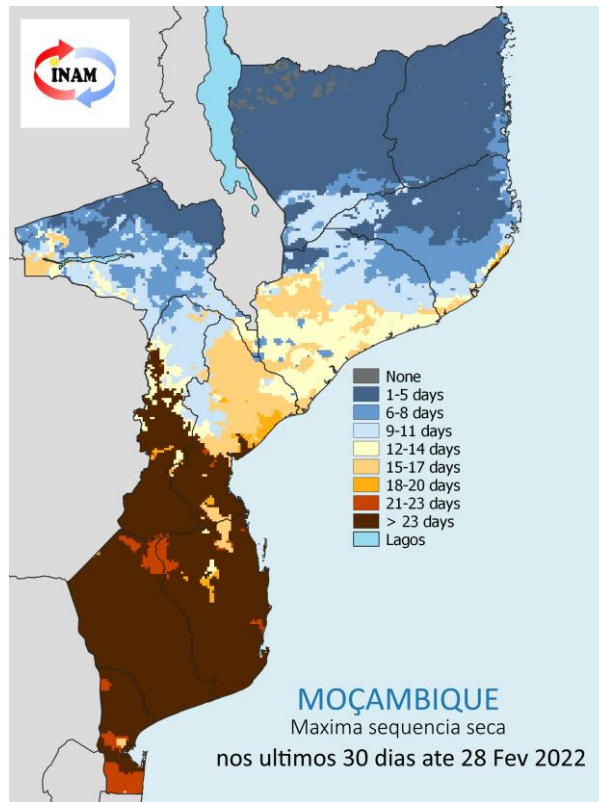 INAM
None
1-5 days
6-8 days
9-11 days
12-14 days
15-17 days
18-20 days
21-23 days
> 23 days
Lagos
MOÇAMBIQUE
Maxima sequencia seca
nos ultimos 30 dias ate 28 Fev 2022